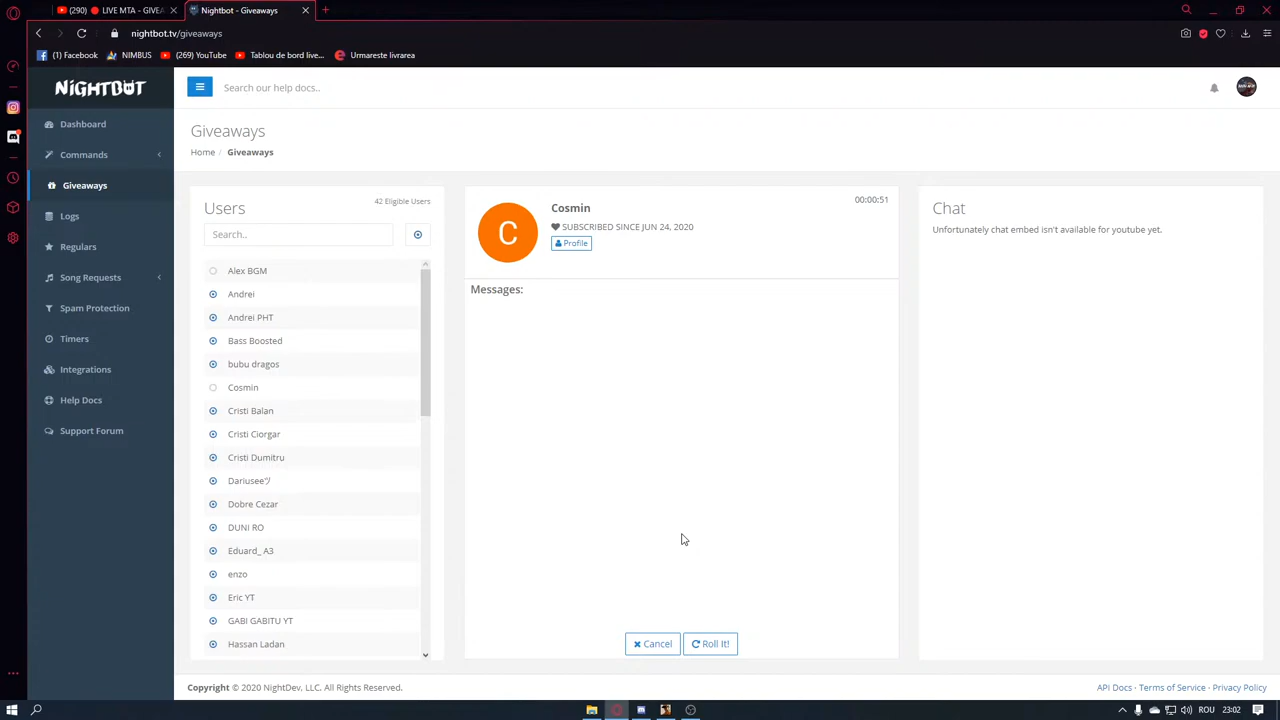 (290) LIVE MTA - GIVEA
Nightbot - Giveaways
nightbot.tv/giveaways
(1) Facebook
NIMBUS
(269) YouTube
Tablou de bord live...
Urmareste livrarea
NIGHTBOT
Search our help docs..
Dashboard
Commands
Giveaways
Logs
Regulars
Song Requests
Spam Protection
Timers
Integrations
Help Docs
Support Forum
Giveaways
Home / Giveaways
Users
42 Eligible Users
Search..
Alex BGM
Andrei
Andrei PHT
Bass Boosted
bubu dragos
Cosmin
Cristi Balan
Cristi Ciorgar
Cristi Dumitru
Dariuseeツ
Dobre Cezar
DUNI RO
Eduard_ A3
enzo
Eric YT
GABI GABITU YT
Hassan Ladan
C
Cosmin
00:00:51
SUBSCRIBED SINCE JUN 24, 2020
Profile
Messages:
Cancel
Roll It!
Chat
Unfortunately chat embed isn't available for youtube yet.
Copyright © 2020 NightDev, LLC. All Rights Reserved.
API Docs - Terms of Service - Privacy Policy
ROU
23:02